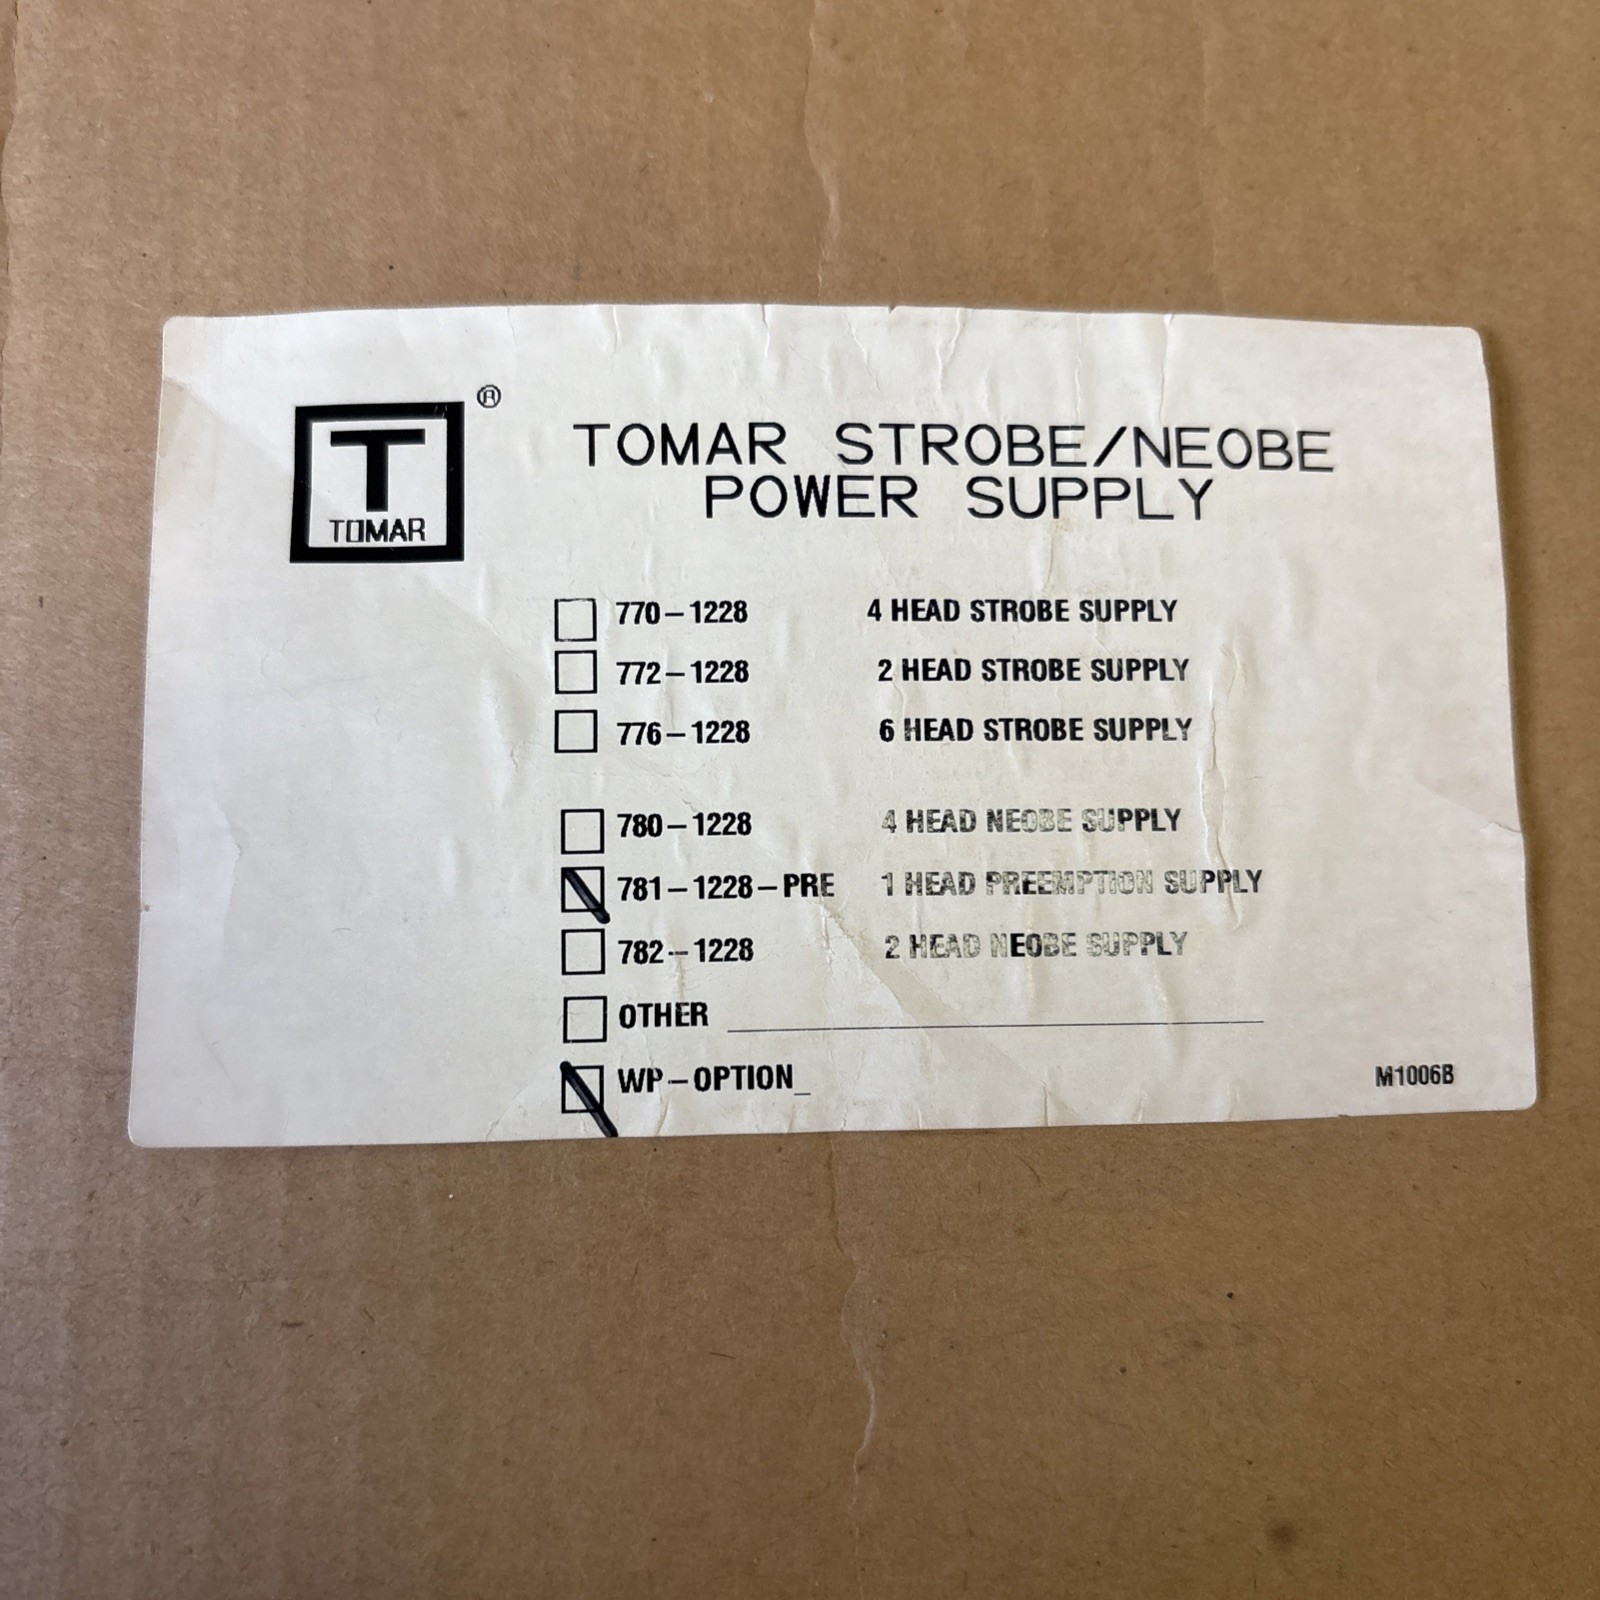 ®
T
TOMAR
TOMAR STROBE/NEOBE
POWER SUPPLY
770-1228 4 HEAD STROBE SUPPLY
772-1228 2 HEAD STROBE SUPPLY
776-1228 6 HEAD STROBE SUPPLY
780-1228 4 HEAD NEOBE SUPPLY
781-1228-PRE 1 HEAD PREEMPTION SUPPLY
782-1228 2 HEAD NEOBE SUPPLY
OTHER
WP-OPTION_
M1006B